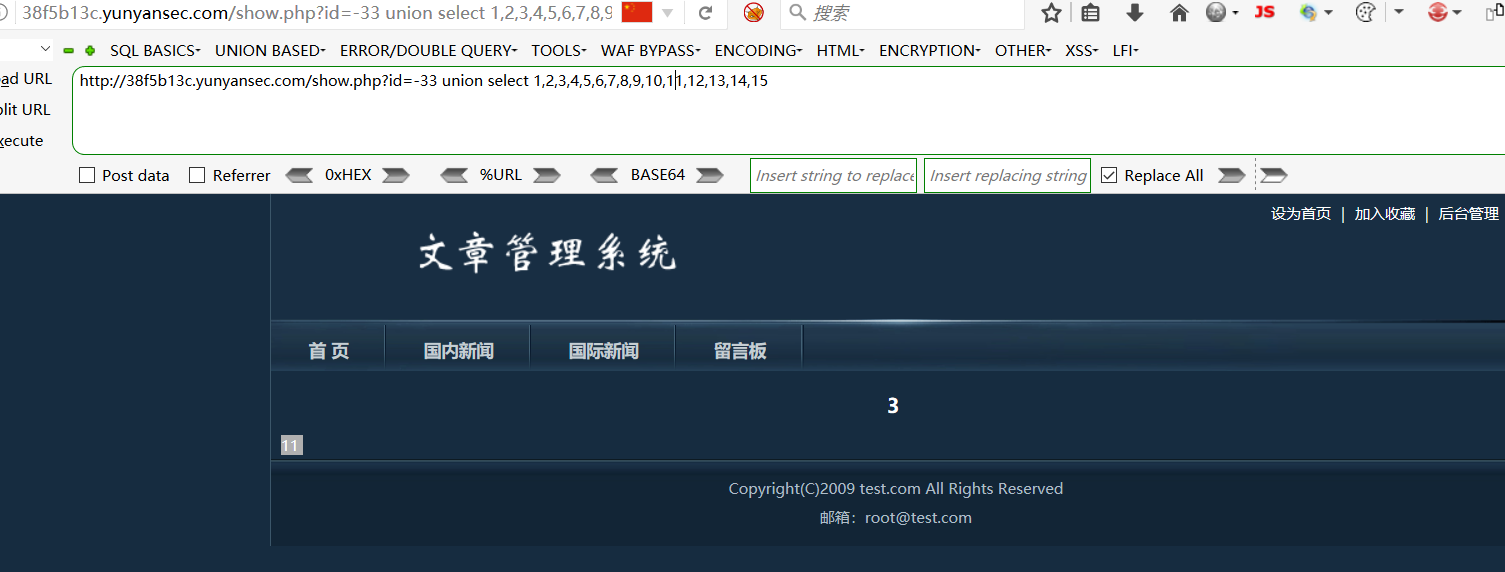 38f5b13c.yunyansec.com/show.php?id=-33 union select 1,2,3,4,5,6,7,8,9 搜索 JS
SQL BASICS UNION BASED ERROR/DOUBLE QUERY TOOLS WAF BYPASS ENCODING HTML ENCRYPTION OTHER XSS LFI
ad URL
http://38f5b13c.yunyansec.com/show.php?id=-33 union select 1,2,3,4,5,6,7,8,9,10,11,12,13,14,15
lit URL
xecute
Post data Referrer 0xHEX %URL BASE64 Insert string to replace Insert replacing string Replace All
设为首页 | 加入收藏 | 后台管理
文章管理系统
首 页 国内新闻 国际新闻 留言板
3
11
Copyright(C)2009 test.com All Rights Reserved
邮箱：root@test.com